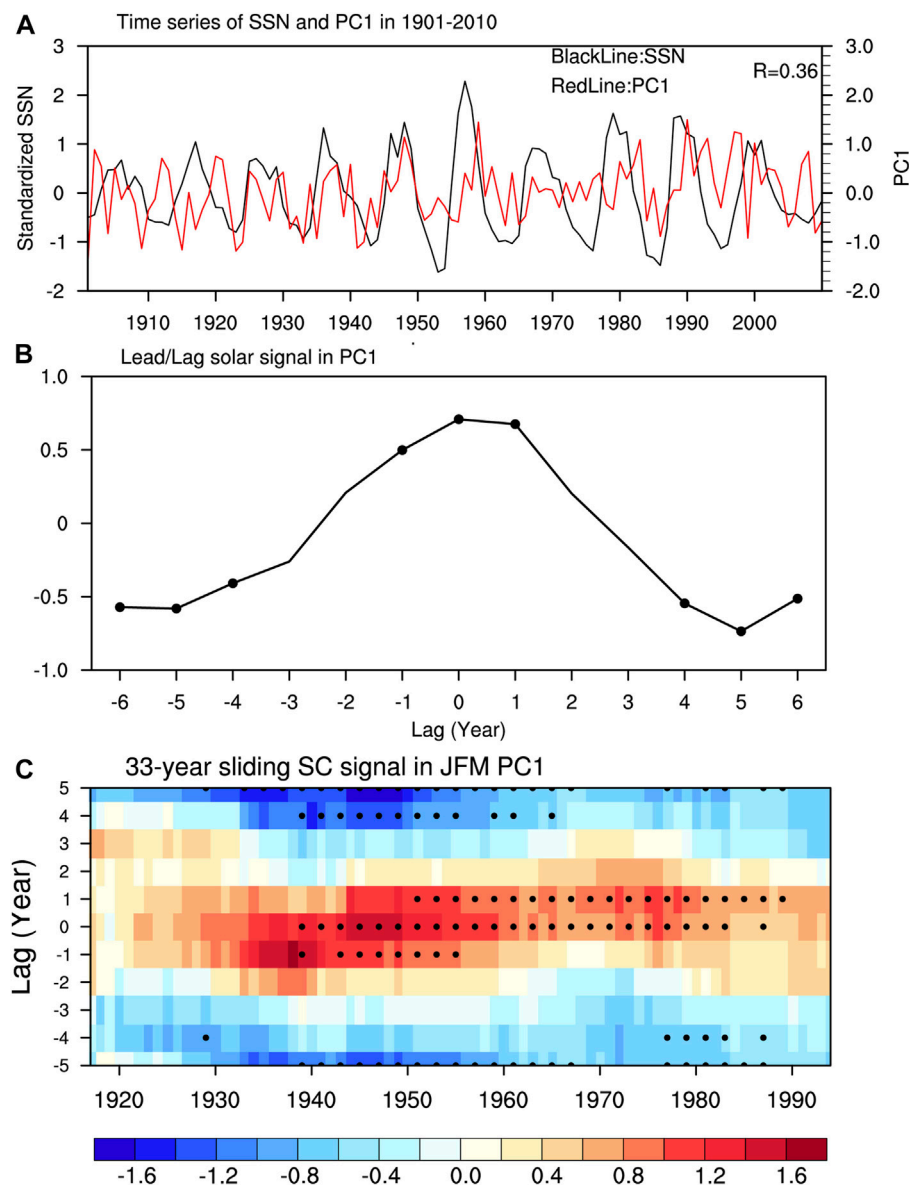 A
Time series of SSN and PC1 in 1901-2010
BlackLine:SSN
RedLine:PC1
R=0.36
Standardized SSN
3
2
1
0
-1
-2
PC1
3.0
2.0
1.0
0.0
-1.0
-2.0
1910 1920 1930 1940 1950 1960 1970 1980 1990 2000
B
Lead/Lag solar signal in PC1
1.0
0.5
0
-0.5
-1.0
-6 -5 -4 -3 -2 -1 0 1 2 3 4 5 6
Lag (Year)
C
33-year sliding SC signal in JFM PC1
Lag (Year)
5
4
3
2
1
0
-1
-2
-3
-4
-5
1920 1930 1940 1950 1960 1970 1980 1990
-1.6 -1.2 -0.8 -0.4 0.0 0.4 0.8 1.2 1.6